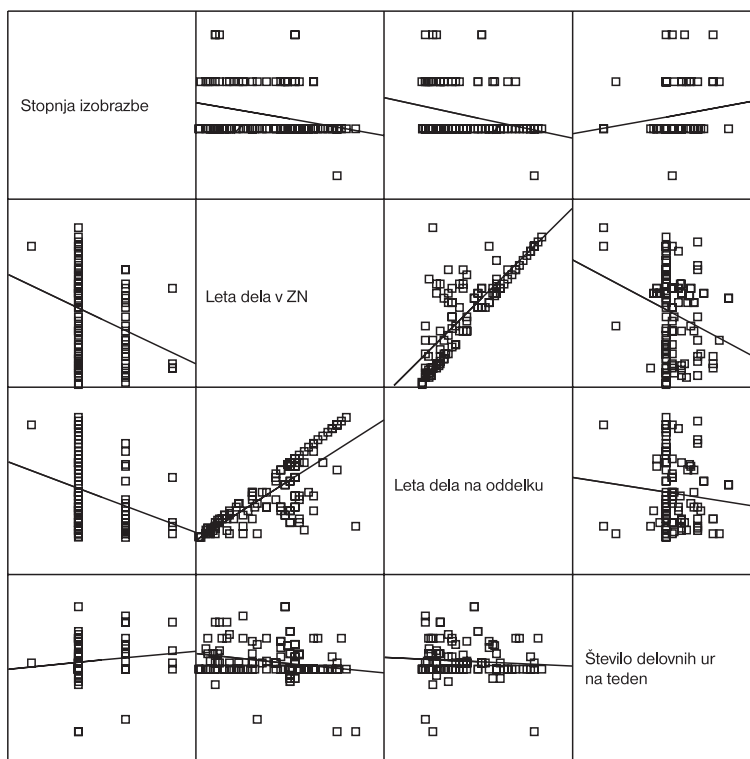 Stopnja izobrazbe
Leta dela v ZN
Leta dela na oddelku
Število delovnih ur
na teden